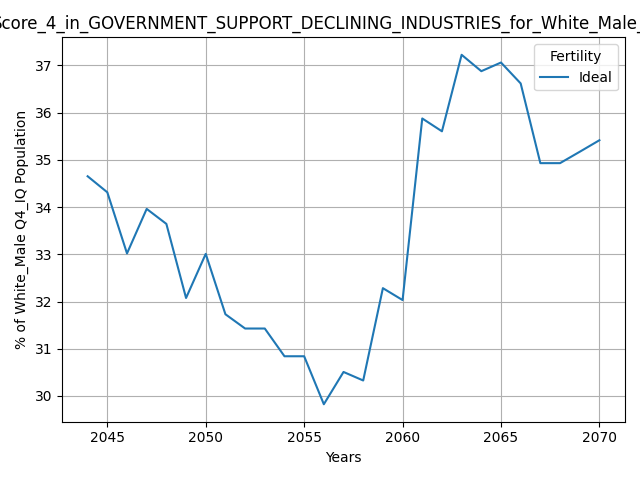 Score_4_in_GOVERNMENT_SUPPORT_DECLINING_INDUSTRIES_for_White_Male_
Fertility
Ideal
% of White_Male Q4_IQ Population
37
36
35
34
33
32
31
30
2045
2050
2055
2060
2065
2070
Years